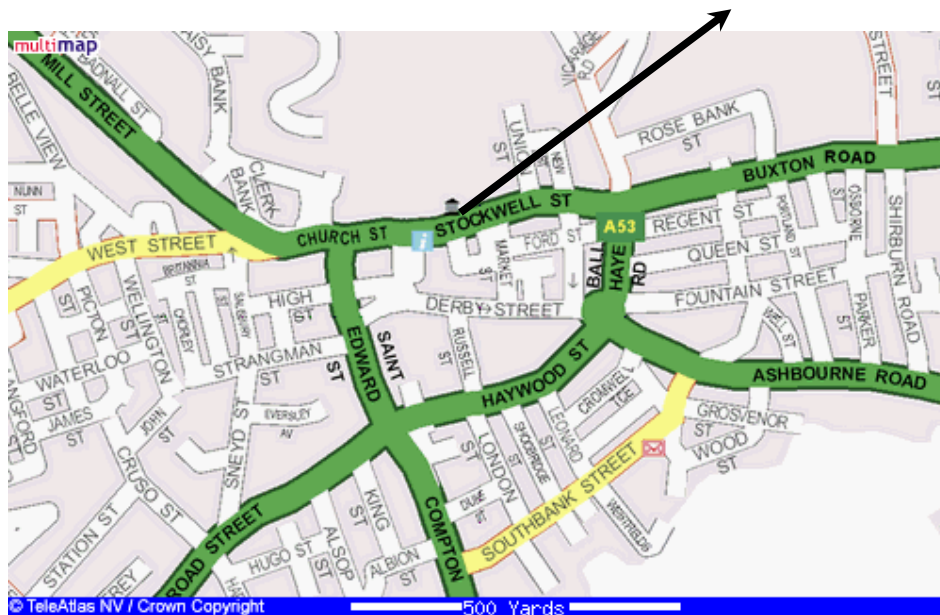 multimap
MILL STREET
BADNALL ST
DAISY BANK
BELLE VIEW
NUNN ST
CLERK BANK
VICARAGE RD
UNION ST
NEW
ROSE BANK ST
STREET
ST
BUXTON ROAD
STOCKWELL ST
CHURCH ST
i
A53
WEST STREET
BRITANNIA ST
HIGH ST
MARKET ST
FORD ST
BALL HAYE RD
REGENT ST
QUEEN ST
PORTLAND ST
OSBORNE ST
SHIRBURN ROAD
PICTON ST
WELLINGTON ST
CHORLEY ST
SALISBURY ST
DERBY STREET
FOUNTAIN STREET
WELL ST
PARKER ST
WATERLOO ST
STRANGMAN ST
SAINT EDWARD ST
RUSSELL ST
HAYWOOD ST
CROMWEL TCE
ASHBOURNE ROAD
LANGFORD ST
JAMES ST
JOHN ST
EVERSLEY AV
SNEYD ST
LEONARD ST
GROSVENOR ST
WOOD ST
CRUSO ST
LONDON ST
SHOOBRIDGE ST
SOUTHBANK STREET
WESTFIELDS
DUKE ST
KING
COMPTON
ROAD STREET
STATION ST
HUGO ST
ALSOP ST
ALBION ST
© TeleAtlas NV / Crown Copyright
500 Yards